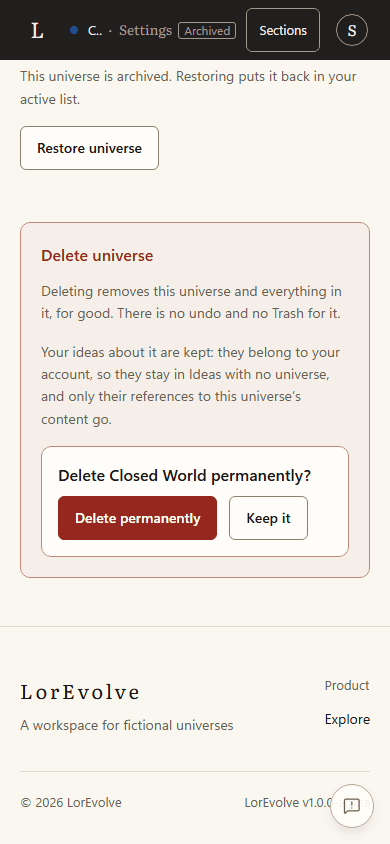 L C.. · Settings Archived Sections S
This universe is archived. Restoring puts it back in your
active list.
Restore universe
Delete universe
Deleting removes this universe and everything in
it, for good. There is no undo and no Trash for it.
Your ideas about it are kept: they belong to your
account, so they stay in Ideas with no universe,
and only their references to this universe's
content go.
Delete Closed World permanently?
Delete permanently Keep it
LorEvolve
A workspace for fictional universes
Product
Explore
© 2026 LorEvolve LorEvolve v1.0.0